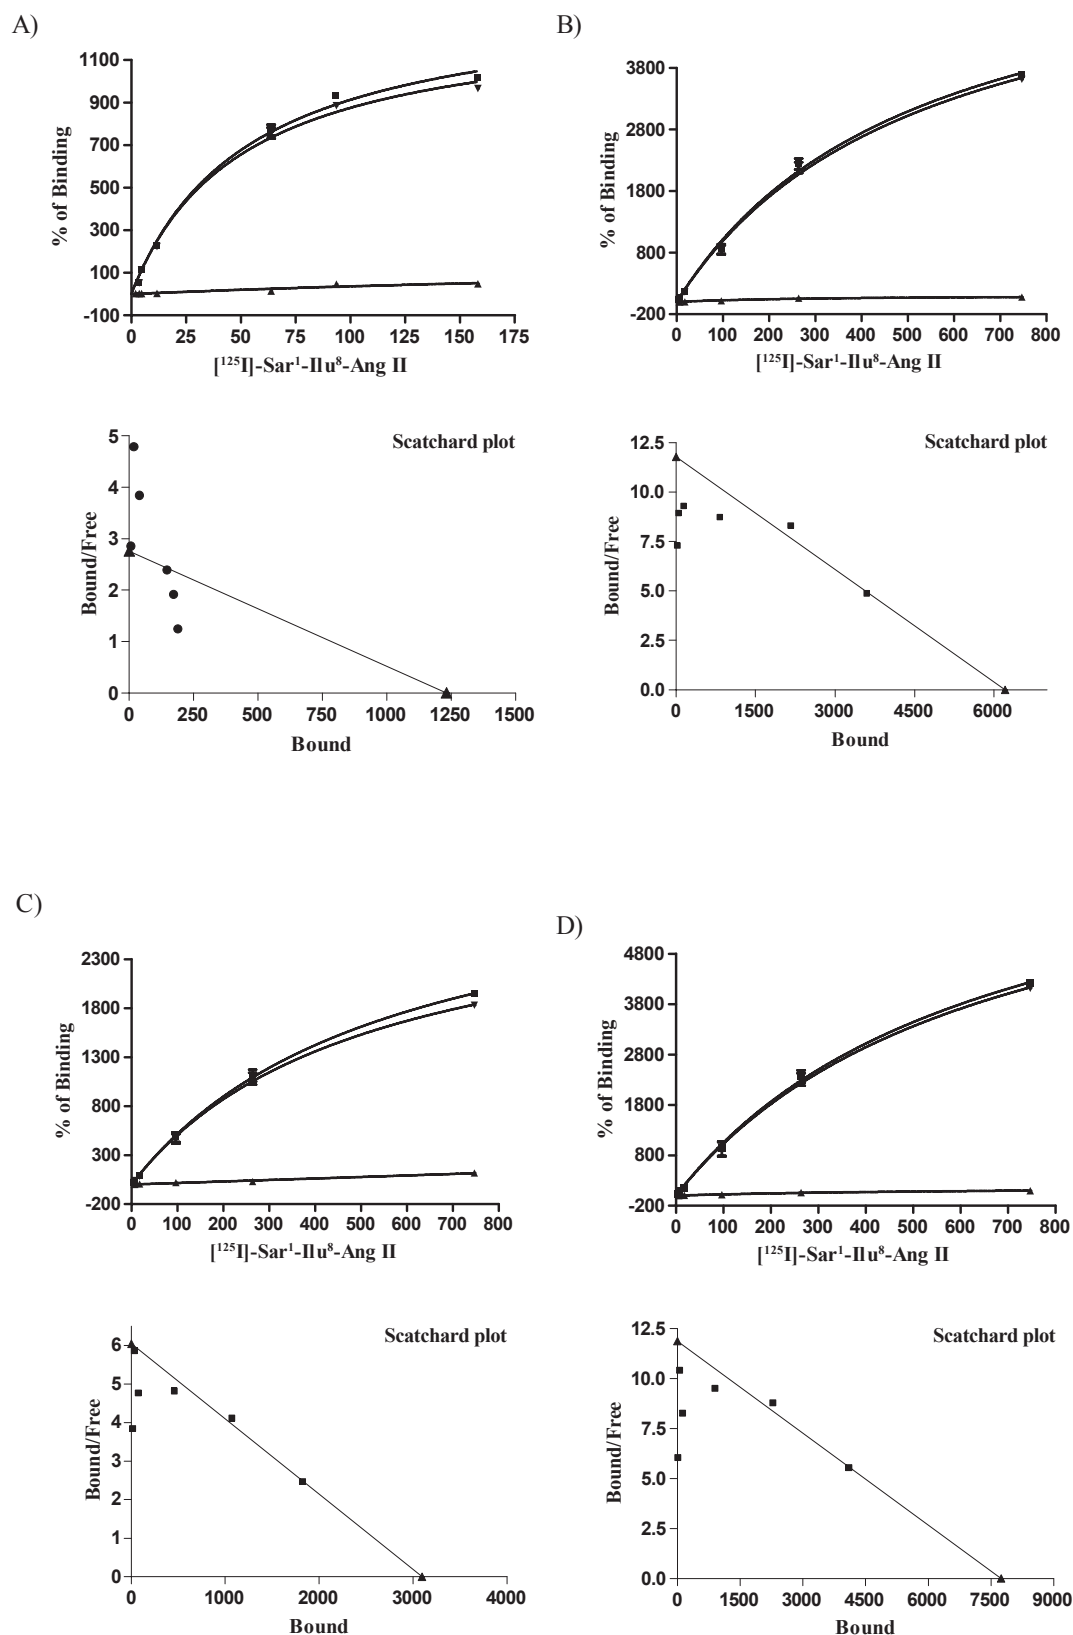 A)
1100
900
700
500
300
100
-100
% of Binding
0 25 50 75 100 125 150 175
[¹²⁵I]-Sar¹-Ilu⁸-Ang II
Scatchard plot
5
4
3
2
1
0
Bound/Free
0 250 500 750 1000 1250 1500
Bound
B)
3800
2800
1800
800
-200
% of Binding
0 100 200 300 400 500 600 700 800
[¹²⁵I]-Sar¹-Ilu⁸-Ang II
Scatchard plot
12.5
10.0
7.5
5.0
2.5
0.0
Bound/Free
0 1500 3000 4500 6000
Bound
C)
2300
1800
1300
800
300
-200
% of Binding
0 100 200 300 400 500 600 700 800
[¹²⁵I]-Sar¹-Ilu⁸-Ang II
Scatchard plot
6
5
4
3
2
1
0
Bound/Free
0 1000 2000 3000 4000
Bound
D)
4800
3800
2800
1800
800
-200
% of Binding
0 100 200 300 400 500 600 700 800
[¹²⁵I]-Sar¹-Ilu⁸-Ang II
Scatchard plot
12.5
10.0
7.5
5.0
2.5
0.0
Bound/Free
0 1500 3000 4500 6000 7500 9000
Bound